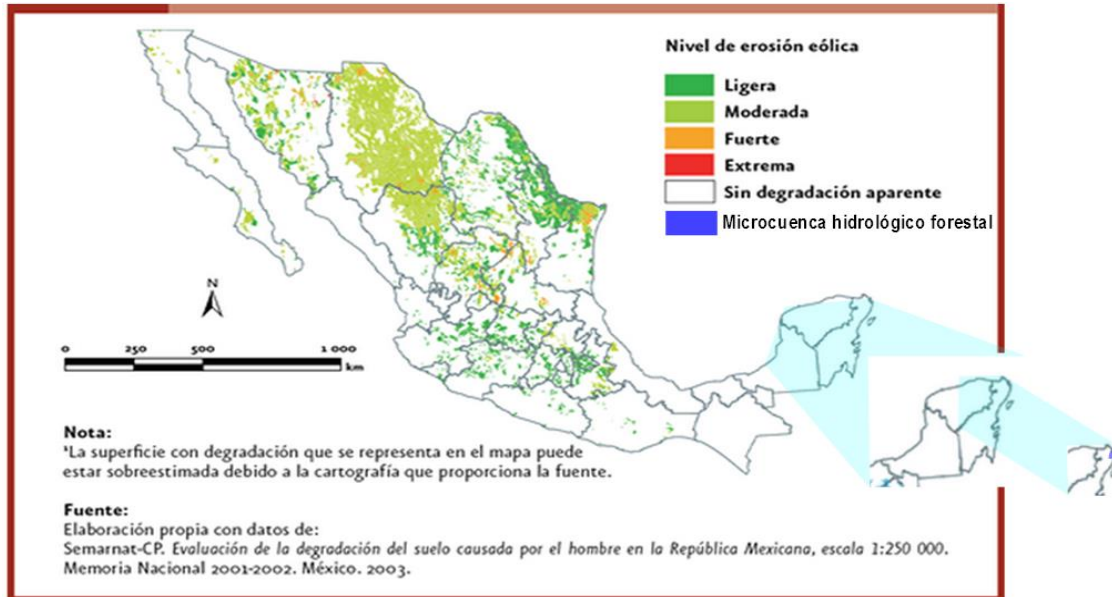 Nivel de erosión eólica
Ligera
Moderada
Fuerte
Extrema
Sin degradación aparente
Microcuenca hidrológico forestal
N
0 250 500 1 000
km
Nota:
¹La superficie con degradación que se representa en el mapa puede
estar sobreestimada debido a la cartografía que proporciona la fuente.
Fuente:
Elaboración propia con datos de:
Semarnat-CP. Evaluación de la degradación del suelo causada por el hombre en la República Mexicana, escala 1:250 000.
Memoria Nacional 2001-2002. México. 2003.